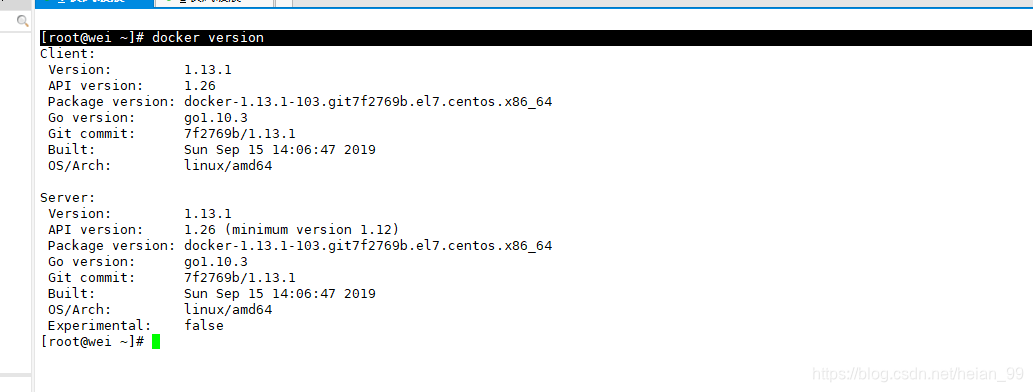 [root@wei ~]# docker version
Client:
 Version:         1.13.1
 API version:     1.26
 Package version: docker-1.13.1-103.git7f2769b.el7.centos.x86_64
 Go version:      go1.10.3
 Git commit:      7f2769b/1.13.1
 Built:           Sun Sep 15 14:06:47 2019
 OS/Arch:         linux/amd64

Server:
 Version:         1.13.1
 API version:     1.26 (minimum version 1.12)
 Package version: docker-1.13.1-103.git7f2769b.el7.centos.x86_64
 Go version:      go1.10.3
 Git commit:      7f2769b/1.13.1
 Built:           Sun Sep 15 14:06:47 2019
 OS/Arch:         linux/amd64
 Experimental:    false
[root@wei ~]#
https://blog.csdn.net/heian_99